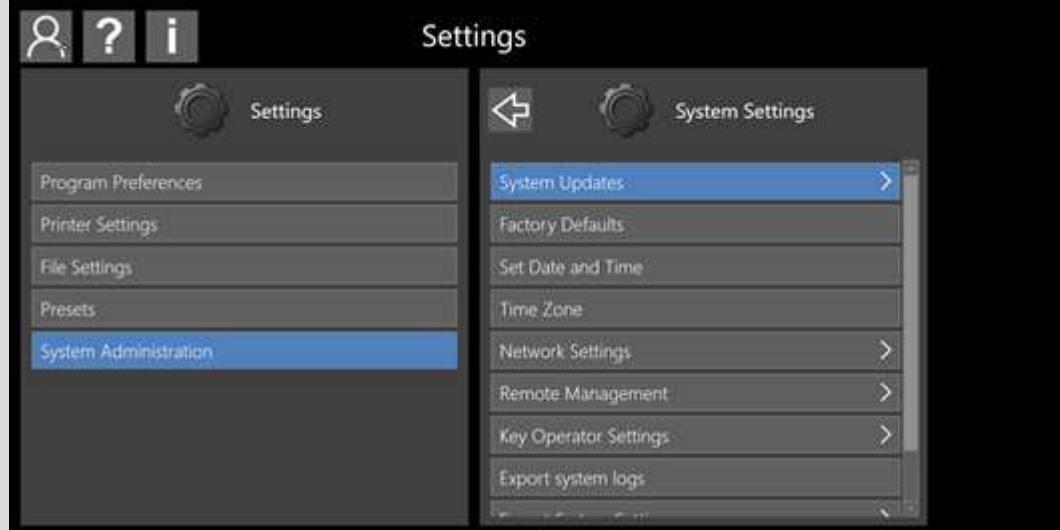 ? i Settings
Settings
Program Preferences
Printer Settings
File Settings
Presets
System Administration
System Settings
System Updates
Factory Defaults
Set Date and Time
Time Zone
Network Settings
Remote Management
Key Operator Settings
Export system logs